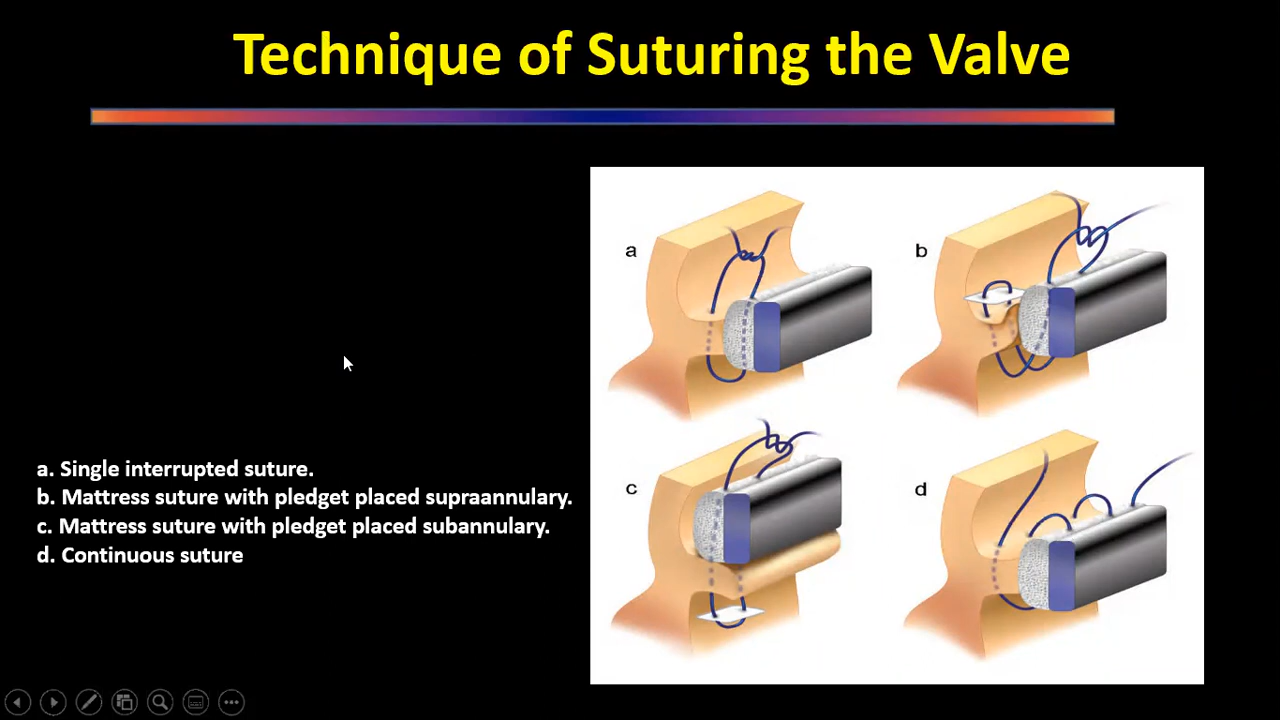 Technique of Suturing the Valve
a
b
c
d
a. Single interrupted suture.
b. Mattress suture with pledget placed supraannulary.
c. Mattress suture with pledget placed subannulary.
d. Continuous suture